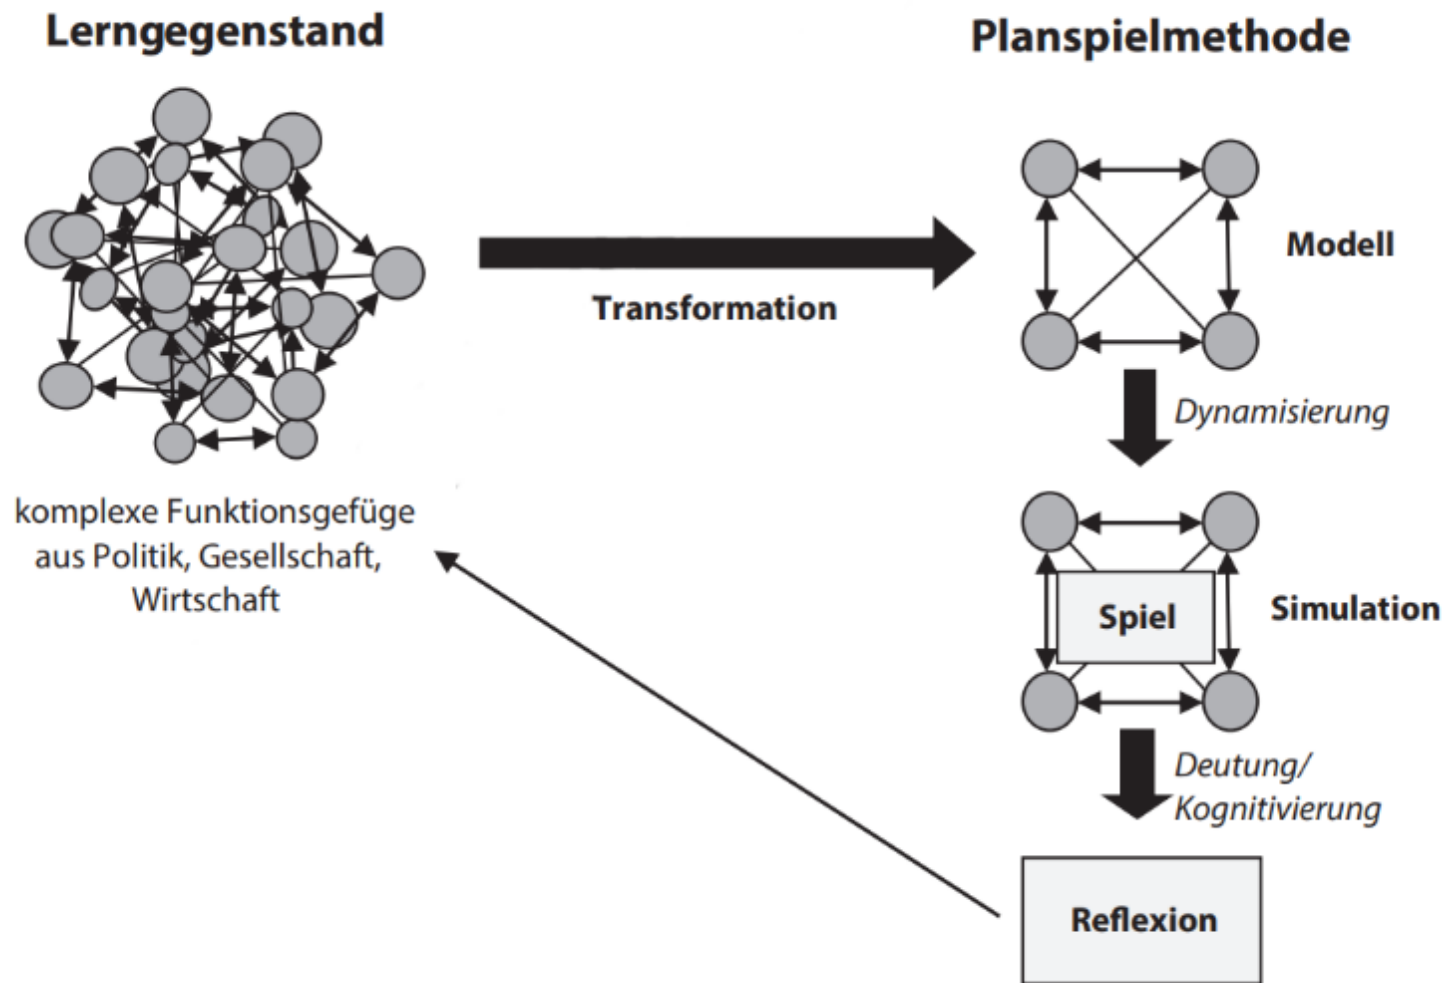 Lerngegenstand
Planspielmethode
Modell
Transformation
Dynamisierung
komplexe Funktionsgefüge
aus Politik, Gesellschaft,
Wirtschaft
Spiel
Simulation
Deutung/
Kognitivierung
Reflexion